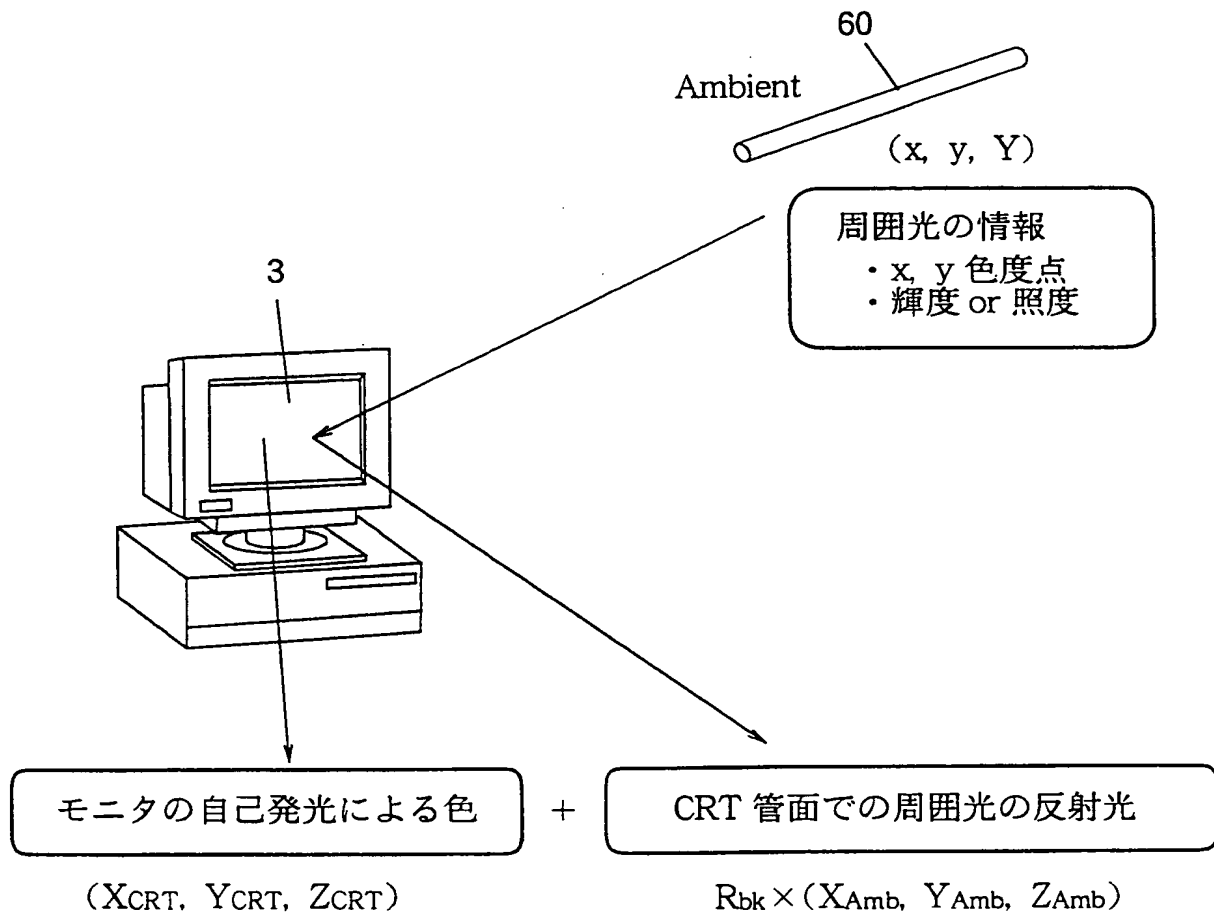 60
Ambient
(x, y, Y)
周囲光の情報
・x, y 色度点
・輝度 or 照度
3
モニタの自己発光による色 + CRT 管面での周囲光の反射光
(XCRT, YCRT, ZCRT) Rbk×(XAmb, YAmb, ZAmb)